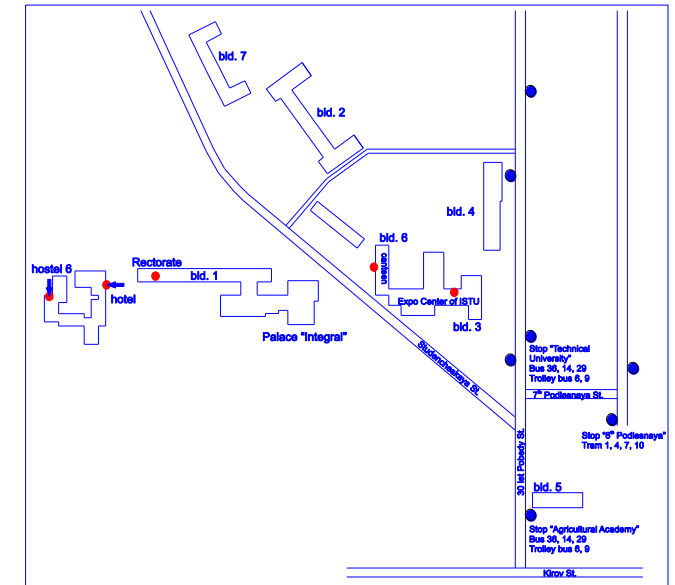 bld. 7
bld. 2
bld. 4
bld. 6
canteen
hostel 6
Rectorate
bld. 1
hotel
Expo Center of ISTU
bld. 3
Palace "Integral"
Studencheskaya St.
Stop "Technical
University"
Bus 36, 14, 29
Trolley bus 6, 9
7th Podlesnaya St.
Stop "6th Podlesnaya"
Tram 1, 4, 7, 10
30 let Pobedy St.
bld. 5
Stop "Agricultural Academy"
Bus 36, 14, 29
Trolley bus 6, 9
Kirov St.